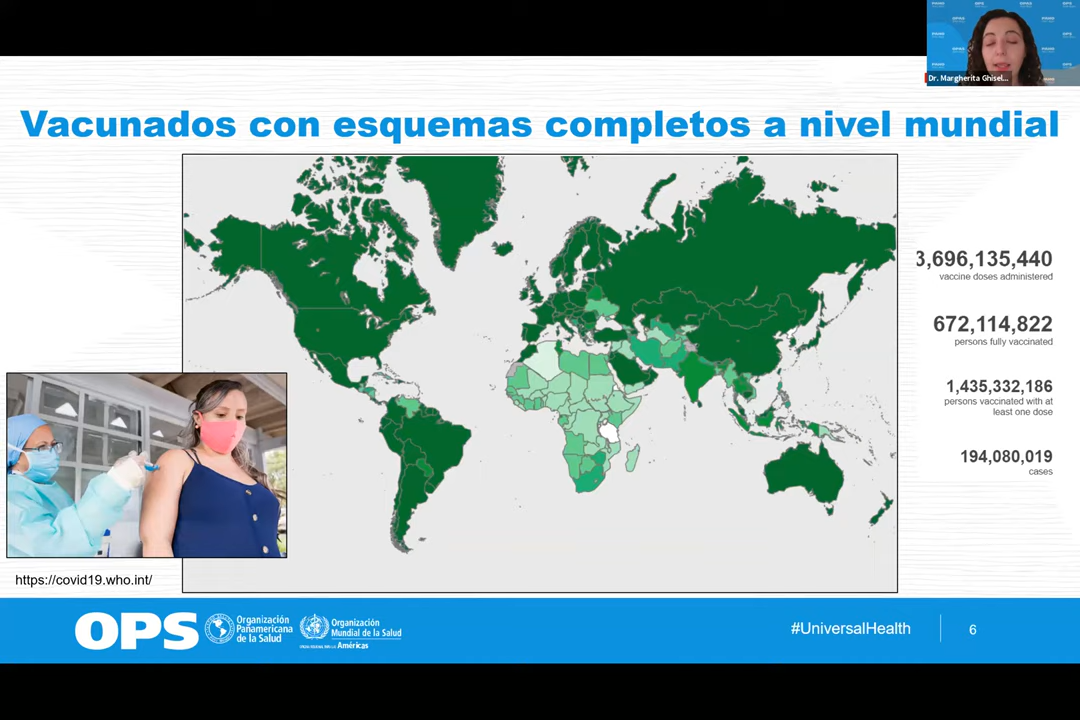 Dr. Margherita Ghisel...
Vacunados con esquemas completos a nivel mundial
3,696,135,440
vaccine doses administered
672,114,822
persons fully vaccinated
1,435,332,186
persons vaccinated with at
least one dose
194,080,019
cases
https://covid19.who.int/
OPS
Organización
Panamericana
de la Salud
Organización
Mundial de la Salud
Américas
#UniversalHealth
6